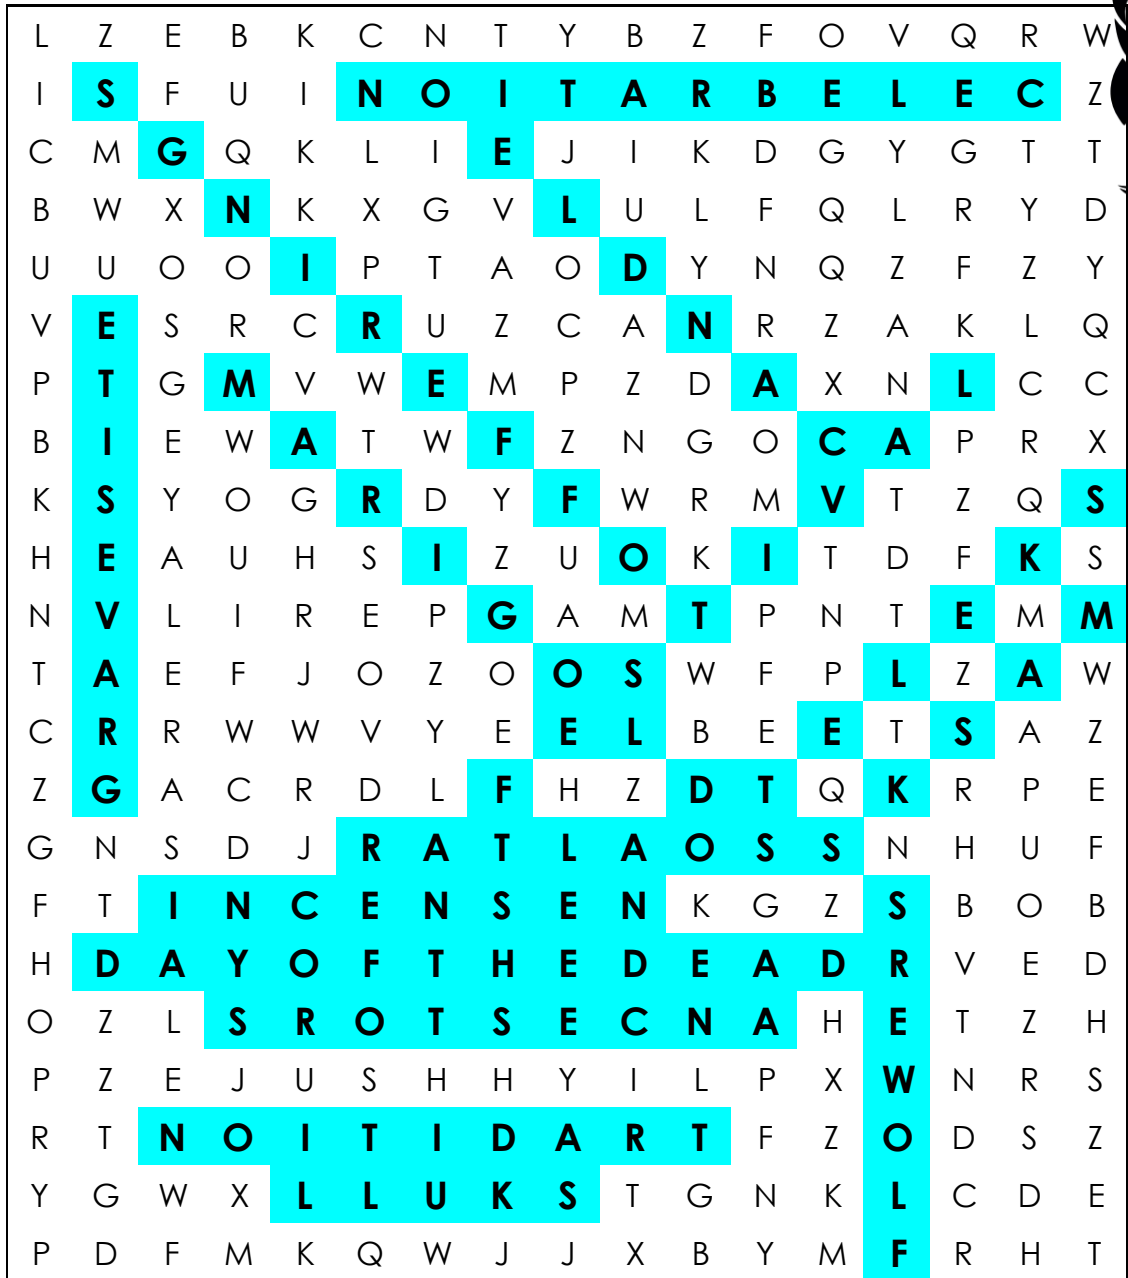 L Z E B K C N T Y B Z F O V Q R W
I S F U I N O I T A R B E L E C Z
C M G Q K L I E J I K D G Y G T T
B W X N K X G V L U L F Q L R Y D
U U O O I P T A O D Y N Q Z F Z Y
V E S R C R U Z C A N R Z A K L Q
P T G M V W E M P Z D A X N L C C
B I E W A T W F Z N G O C A P R X
K S Y O G R D Y F W R M V T Z Q S
H E A U H S I Z U O K I T D F K S
N V L I R E P G A M T P N T E M M
T A E F J O Z O O S W F P L Z A W
C R R W W V Y E E L B E E T S A Z
Z G A C R D L F H Z D T Q K R P E
G N S D J R A T L A O S S N H U F
F T I N C E N S E N K G Z S B O B
H D A Y O F T H E D E A D R V E D
O Z L S R O T S E C N A H E T Z H
P Z E J U S H H Y I L P X W N R S
R T N O I T I D A R T F Z O D S Z
Y G W X L L U K S T G N K L C D E
P D F M K Q W J J X B Y M F R H T